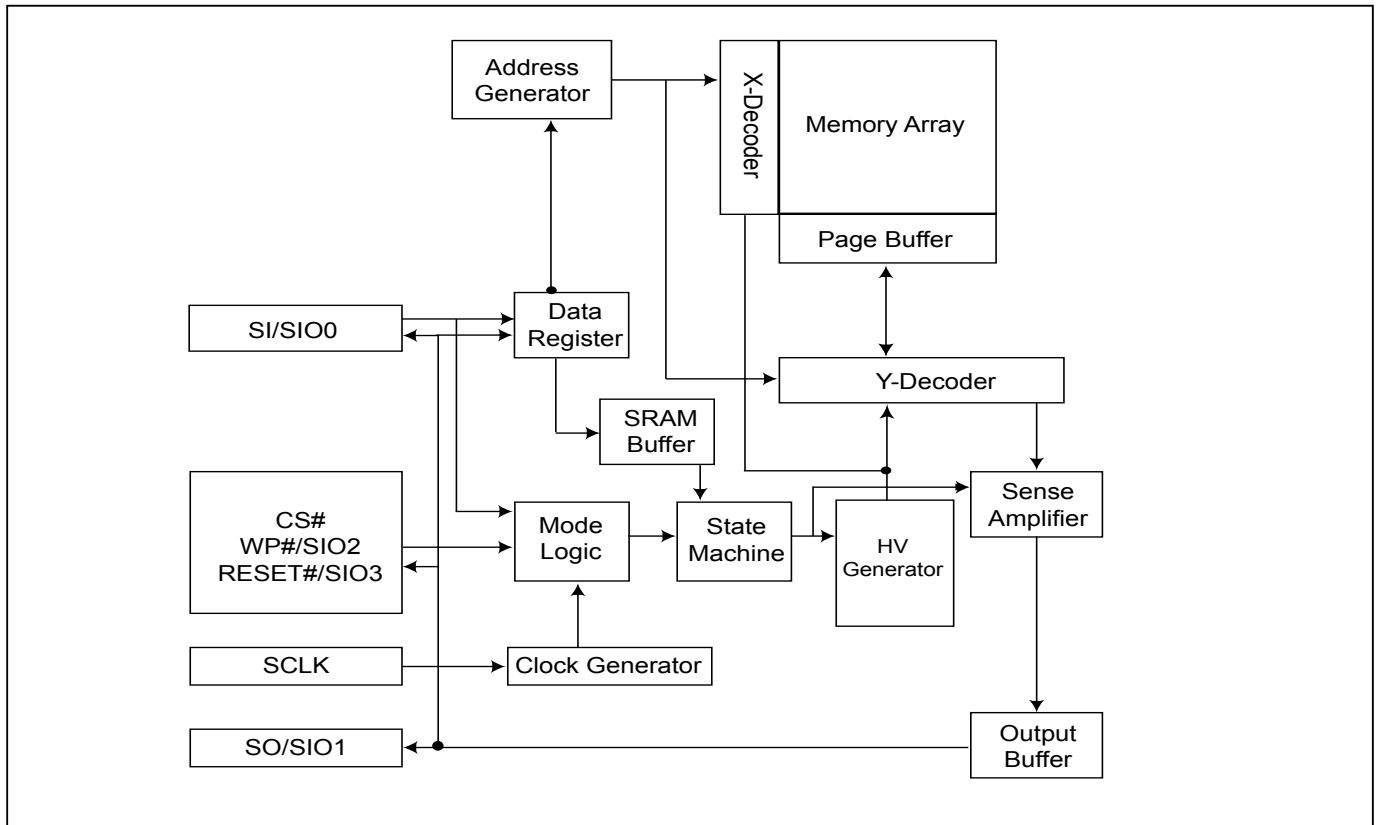 Address
Generator
X-Decoder
Memory Array
Page Buffer
SI/SIO0
Data
Register
Y-Decoder
SRAM
Buffer
CS#
WP#/SIO2
RESET#/SIO3
Mode
Logic
State
Machine
HV
Generator
Sense
Amplifier
SCLK
Clock Generator
SO/SIO1
Output
Buffer